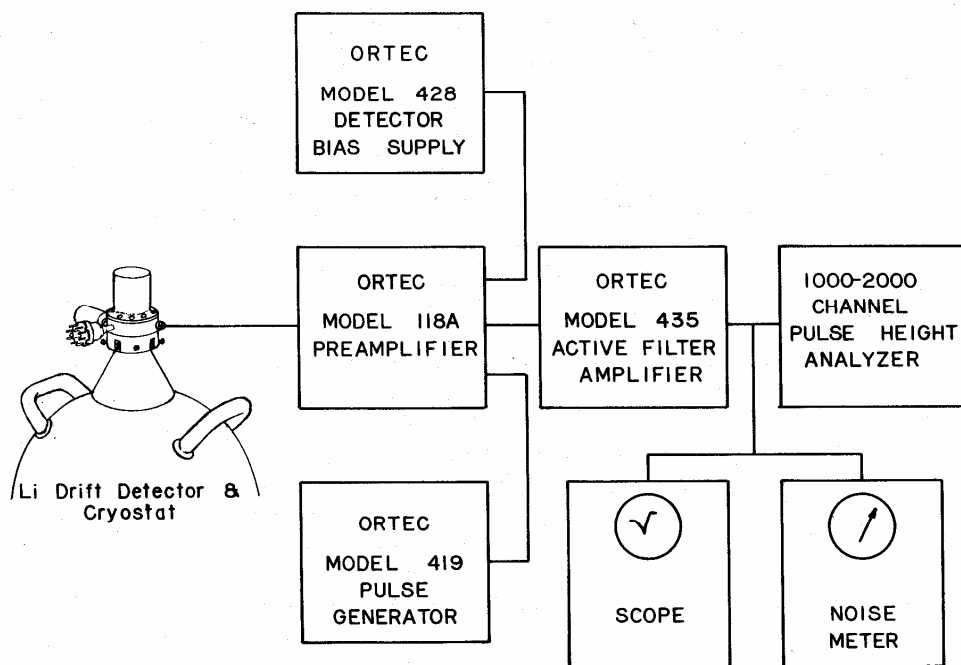 ORTEC
MODEL 428
DETECTOR
BIAS SUPPLY
ORTEC
MODEL 118A
PREAMPLIFIER
ORTEC
MODEL 435
ACTIVE FILTER
AMPLIFIER
1000-2000
CHANNEL
PULSE HEIGHT
ANALYZER
Li Drift Detector &
Cryostat
ORTEC
MODEL 419
PULSE
GENERATOR
SCOPE
NOISE
METER